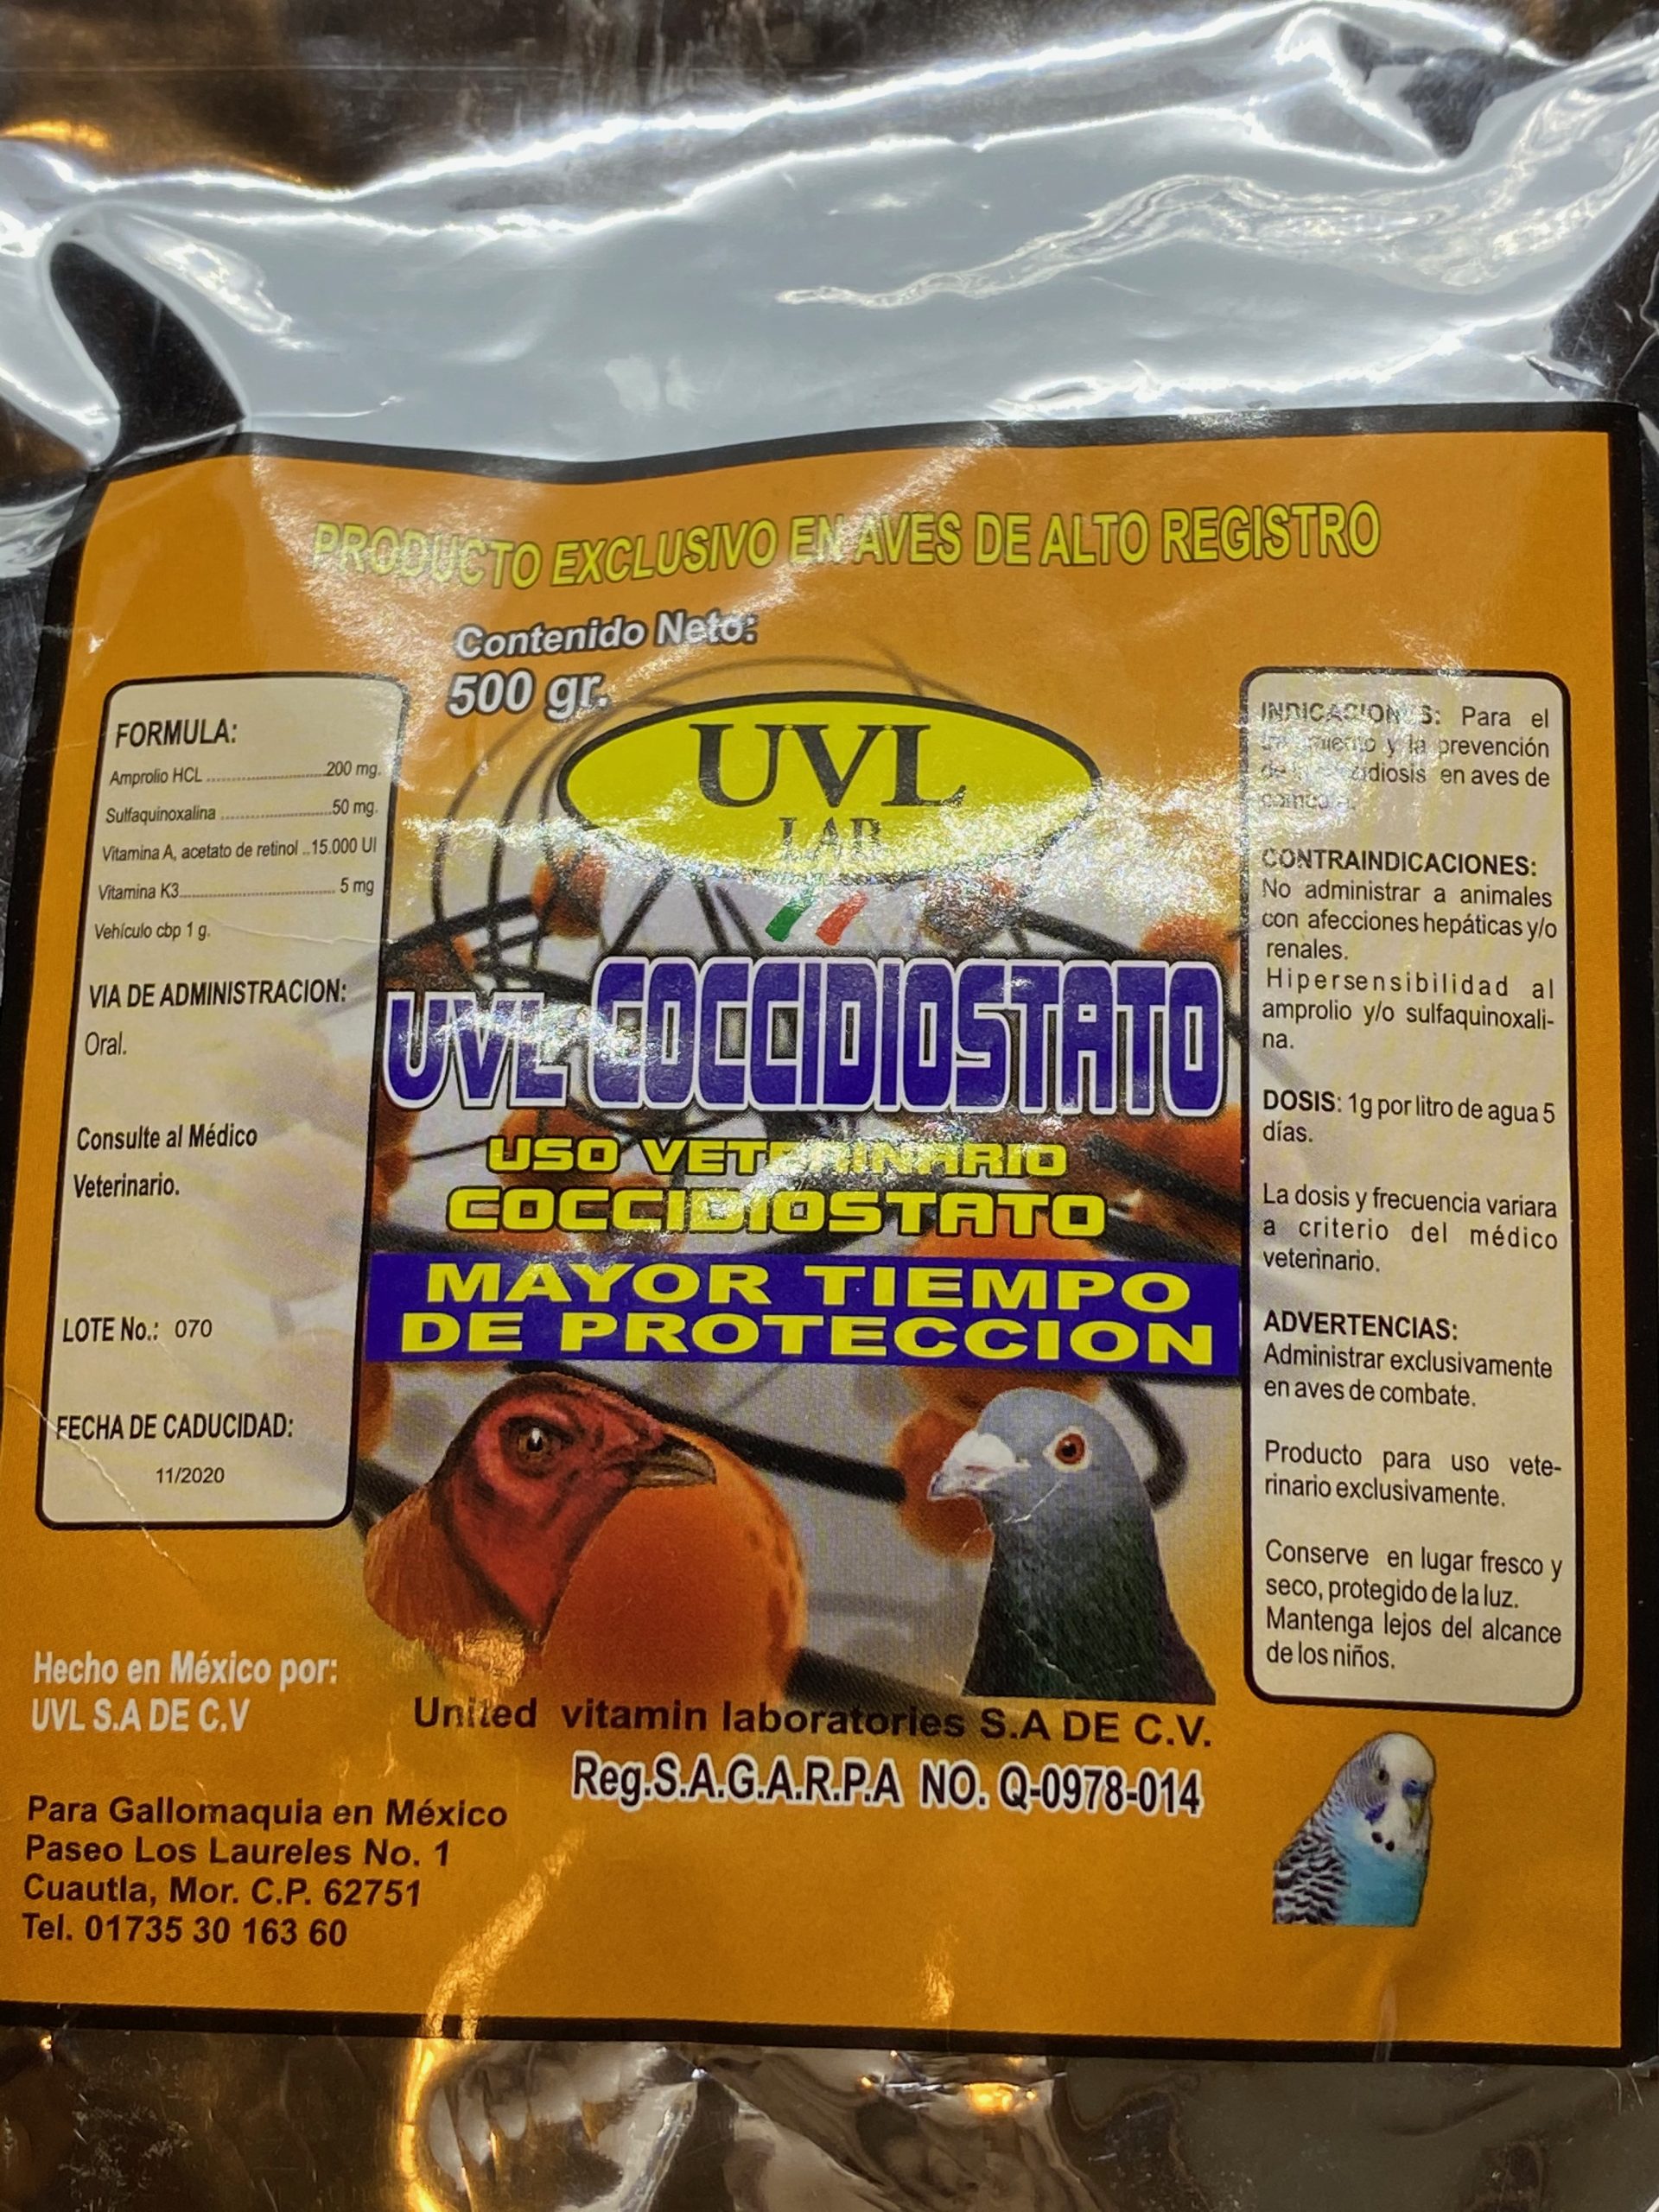 PRODUCTO EXCLUSIVO EN AVES DE ALTO REGISTRO
Contenido Neto:
500 gr.
FORMULA:
Amprolio HCL ..............................200 mg.
Sulfaquinoxalina ............................50 mg.
Vitamina A, acetato de retinol ..15.000 UI
Vitamina K3....................................... 5 mg
Vehículo cbp 1 g.
VIA DE ADMINISTRACION:
Oral.
Consulte al Médico
Veterinario.
LOTE No.: 070
FECHA DE CADUCIDAD:
11/2020
Hecho en México por:
UVL S.A DE C.V
Para Gallomaquia en México
Paseo Los Laureles No. 1
Cuautla, Mor. C.P. 62751
Tel. 01735 30 163 60
UVL
LAB
UVL-COCCIDIOSTATO
USO VETERINARIO
COCCIDIOSTATO
MAYOR TIEMPO
DE PROTECCION
United vitamin laboratories S.A DE C.V.
Reg.S.A.G.A.R.P.A NO. Q-0978-014
INDICACIONES: Para el
y la prevención
en aves de
CONTRAINDICACIONES:
No administrar a animales
con afecciones hepáticas y/o
renales.
Hipersensibilidad al
amprolio y/o sulfaquinoxali-
na.
DOSIS: 1g por litro de agua 5
días.
La dosis y frecuencia variara
a criterio del médico
veterinario.
ADVERTENCIAS:
Administrar exclusivamente
en aves de combate.
Producto para uso vete-
rinario exclusivamente.
Conserve en lugar fresco y
seco, protegido de la luz.
Mantenga lejos del alcance
de los niños.